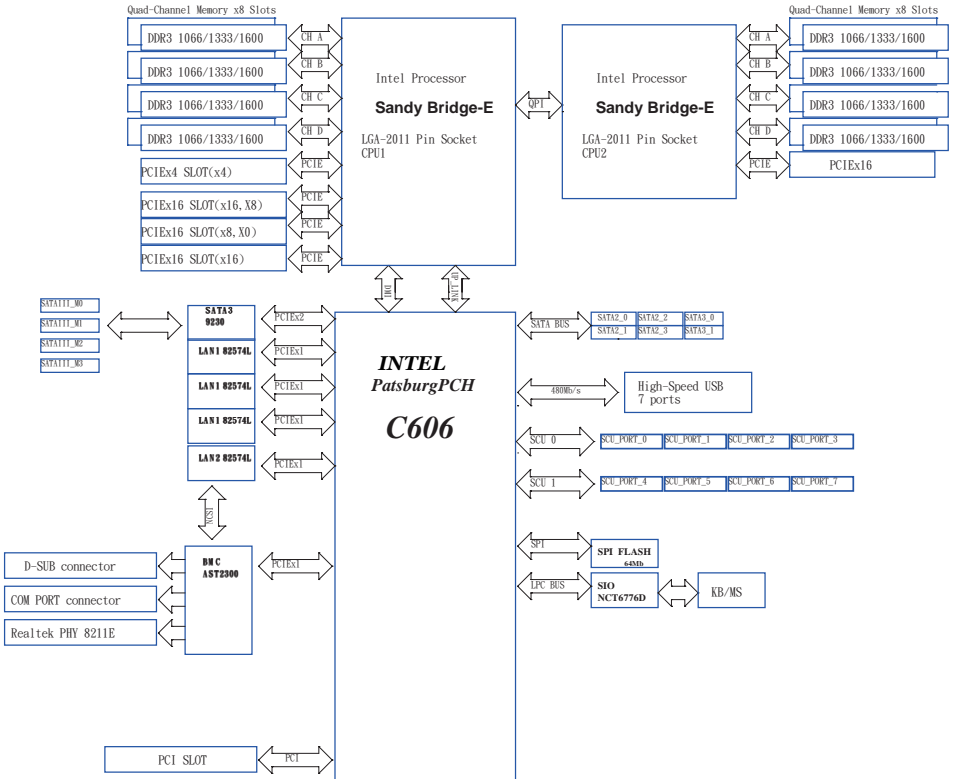 Quad-Channel Memory x8 Slots
DDR3 1066/1333/1600
CH A
DDR3 1066/1333/1600
CH B
DDR3 1066/1333/1600
CH C
DDR3 1066/1333/1600
CH D
PCIEx4 SLOT(x4)
PCIE
PCIEx16 SLOT(x16,X8)
PCIE
PCIEx16 SLOT(x8,X0)
PCIE
PCIEx16 SLOT(x16)
PCIE
Intel Processor
Sandy Bridge-E
LGA-2011 Pin Socket
CPU1
QPI
Intel Processor
Sandy Bridge-E
LGA-2011 Pin Socket
CPU2
Quad-Channel Memory x8 Slots
CH A
DDR3 1066/1333/1600
CH B
DDR3 1066/1333/1600
CH C
DDR3 1066/1333/1600
CH D
DDR3 1066/1333/1600
PCIE
PCIEx16
DMI
UP_LINK
SATAIII_M0
SATAIII_M1
SATAIII_M2
SATAIII_M3
SATA3
9230
PCIEx2
LAN1 82574L
PCIEx1
LAN1 82574L
PCIEx1
LAN1 82574L
PCIEx1
LAN2 82574L
PCIEx1
NCSI
D-SUB connector
COM PORT connector
Realtek PHY 8211E
BMC
AST2300
PCIEx1
PCI SLOT
PCI
INTEL
PatsburgPCH
C606
SATA BUS
SATA2_0 SATA2_2 SATA3_0
SATA2_1 SATA2_3 SATA3_1
480Mb/s
High-Speed USB
7 ports
SCU 0
SCU_PORT_0 SCU_PORT_1 SCU_PORT_2 SCU_PORT_3
SCU 1
SCU_PORT_4 SCU_PORT_5 SCU_PORT_6 SCU_PORT_7
SPI
SPI FLASH
64Mb
LPC BUS
SIO
NCT6776D
KB/MS